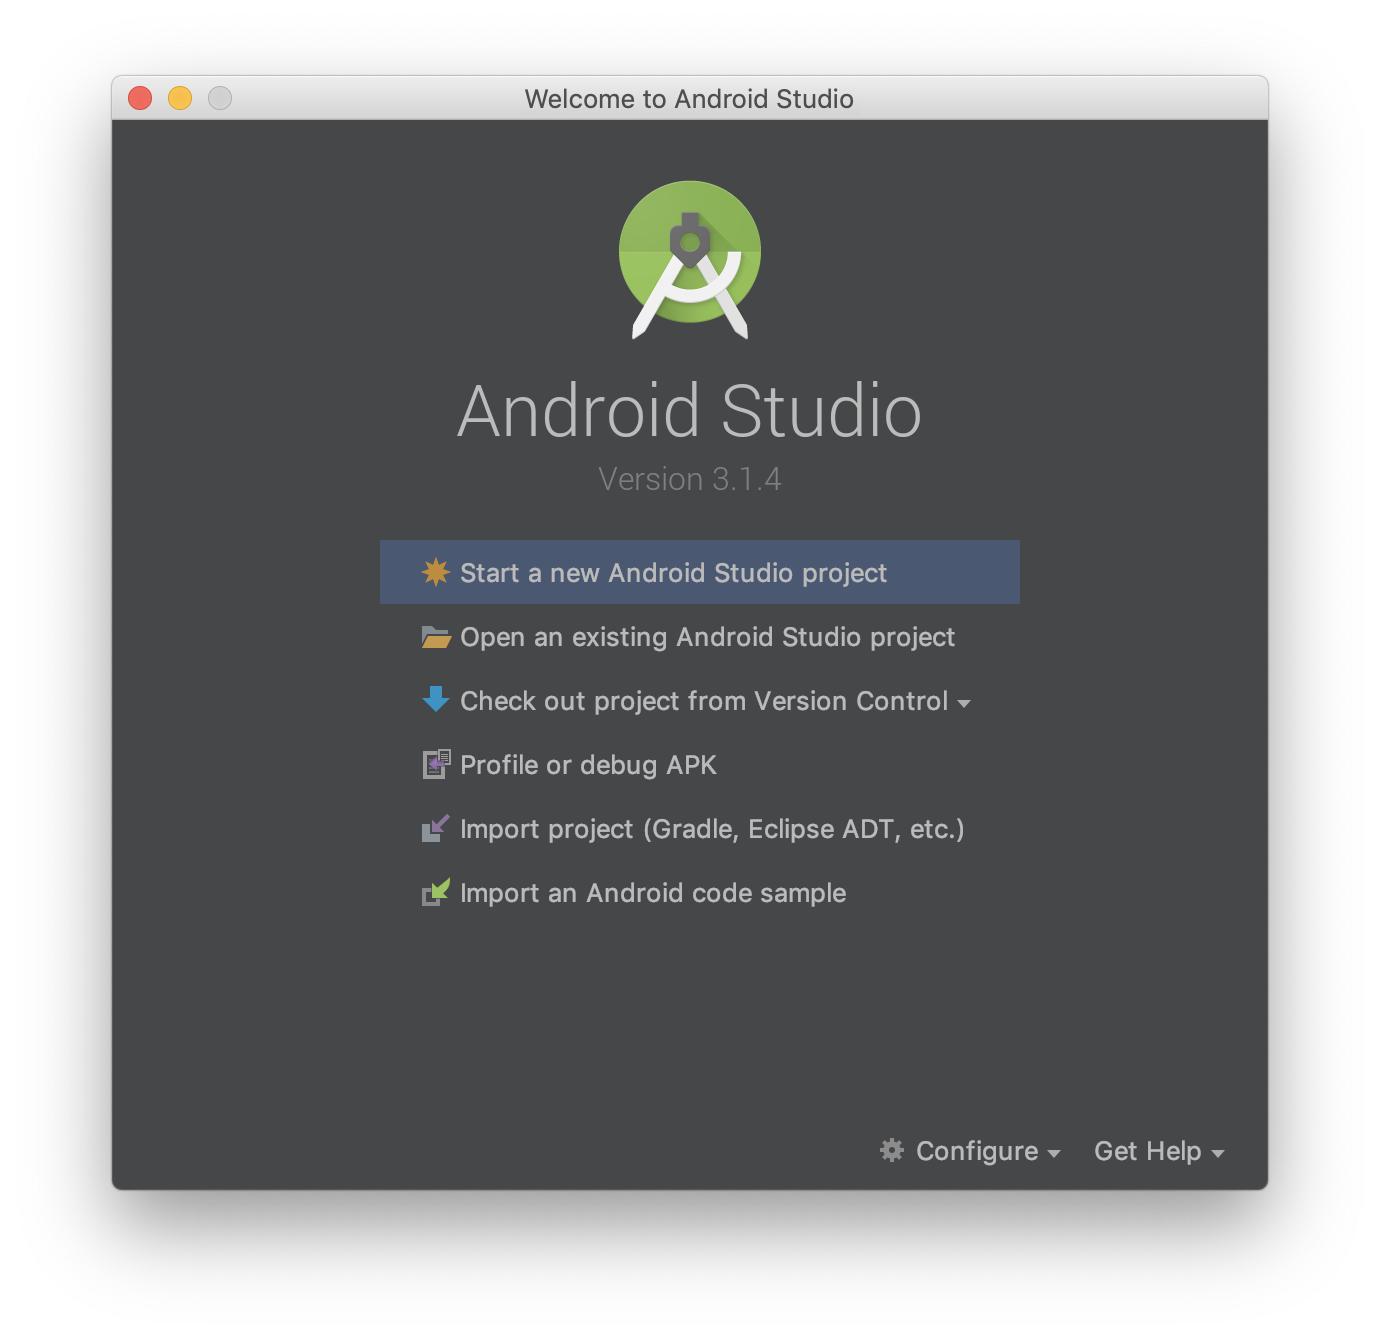 Welcome to Android Studio
Android Studio
Version 3.1.4
Start a new Android Studio project
Open an existing Android Studio project
Check out project from Version Control
Profile or debug APK
Import project (Gradle, Eclipse ADT, etc.)
Import an Android code sample
Configure Get Help